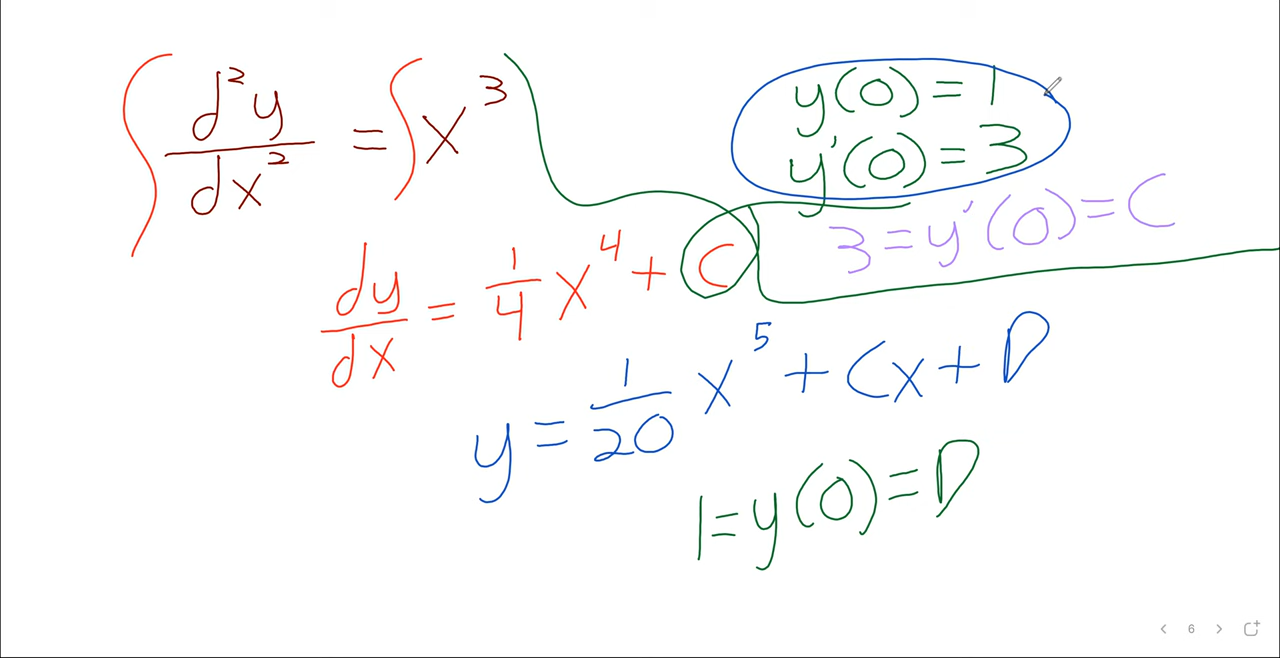 ∫ d²y/dx² = ∫ x³
y(0) = 1
y'(0) = 3
3 = y'(0) = C
dy/dx = 1/4 x⁴ + C
y = 1/20 x⁵ + Cx + D
1 = y(0) = D
6